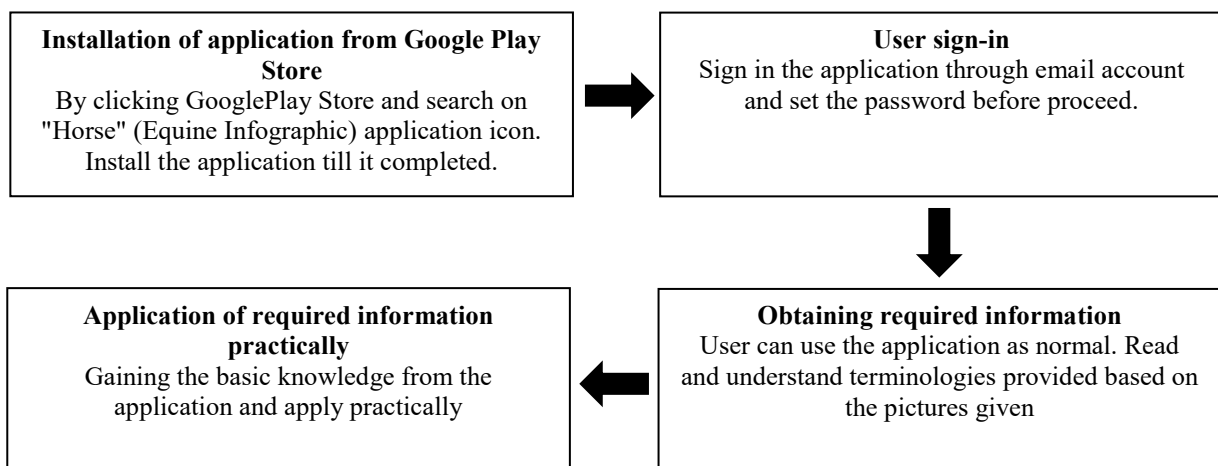 Installation of application from Google Play
Store
By clicking GooglePlay Store and search on
"Horse" (Equine Infographic) application icon.
Install the application till it completed.
User sign-in
Sign in the application through email account
and set the password before proceed.
Obtaining required information
User can use the application as normal. Read
and understand terminologies provided based on
the pictures given
Application of required information
practically
Gaining the basic knowledge from the
application and apply practically